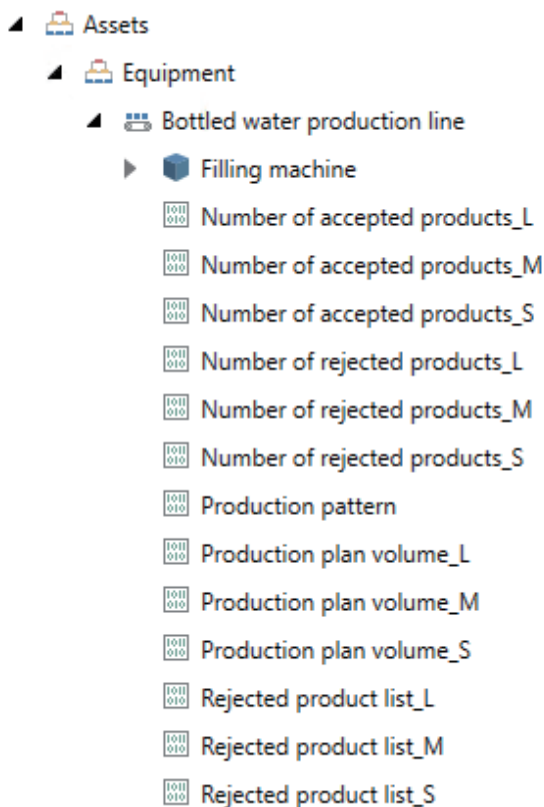 Assets
Equipment
Bottled water production line
Filling machine
Number of accepted products_L
Number of accepted products_M
Number of accepted products_S
Number of rejected products_L
Number of rejected products_M
Number of rejected products_S
Production pattern
Production plan volume_L
Production plan volume_M
Production plan volume_S
Rejected product list_L
Rejected product list_M
Rejected product list_S